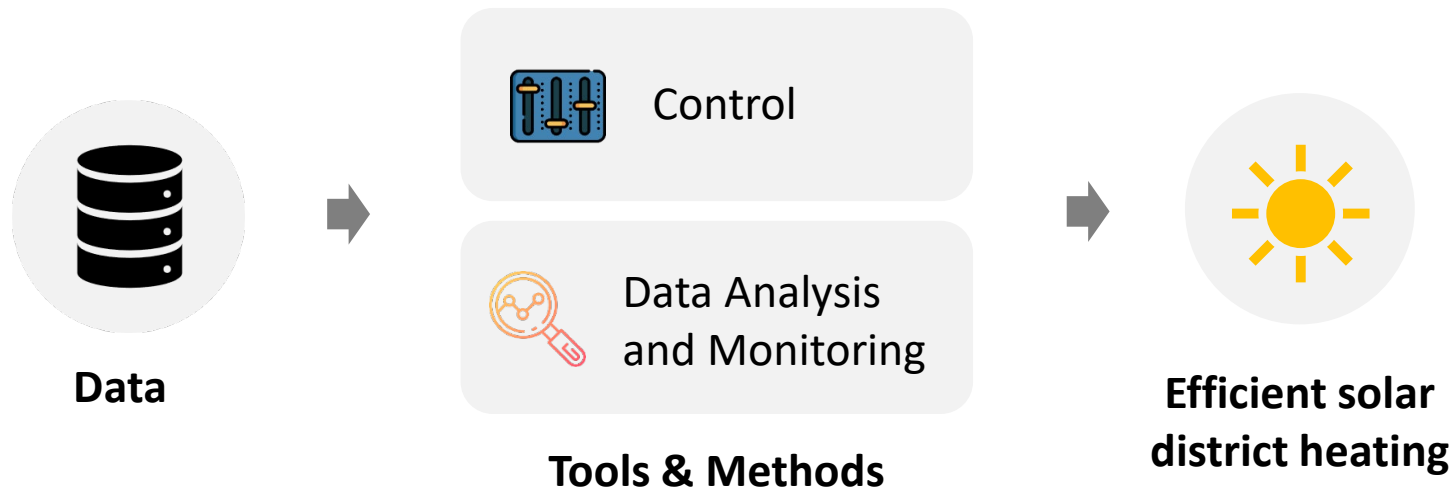 Control
Data Analysis
and Monitoring
Data
Tools & Methods
Efficient solar
district heating